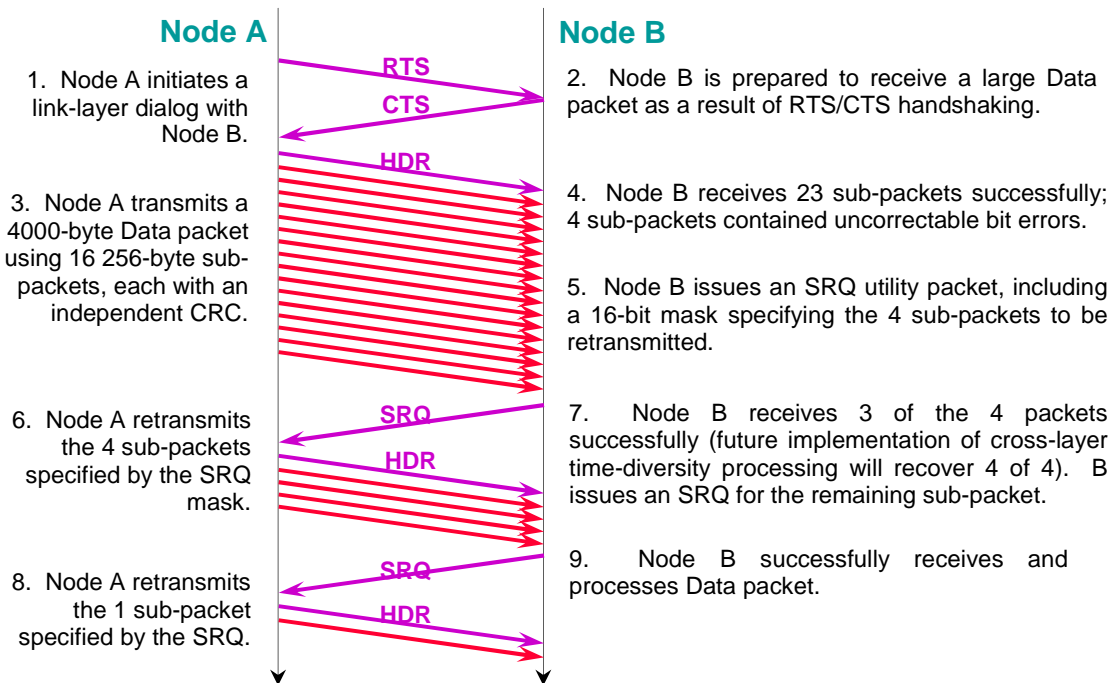 Node A
Node B
1. Node A initiates a
link-layer dialog with
Node B.
RTS
CTS
2. Node B is prepared to receive a large Data
packet as a result of RTS/CTS handshaking.
HDR
3. Node A transmits a
4000-byte Data packet
using 16 256-byte sub-
packets, each with an
independent CRC.
4. Node B receives 23 sub-packets successfully;
4 sub-packets contained uncorrectable bit errors.
5. Node B issues an SRQ utility packet, including
a 16-bit mask specifying the 4 sub-packets to be
retransmitted.
SRQ
6. Node A retransmits
the 4 sub-packets
specified by the SRQ
mask.
HDR
7. Node B receives 3 of the 4 packets
successfully (future implementation of cross-layer
time-diversity processing will recover 4 of 4). B
issues an SRQ for the remaining sub-packet.
SRQ
8. Node A retransmits
the 1 sub-packet
specified by the SRQ.
HDR
9. Node B successfully receives and
processes Data packet.